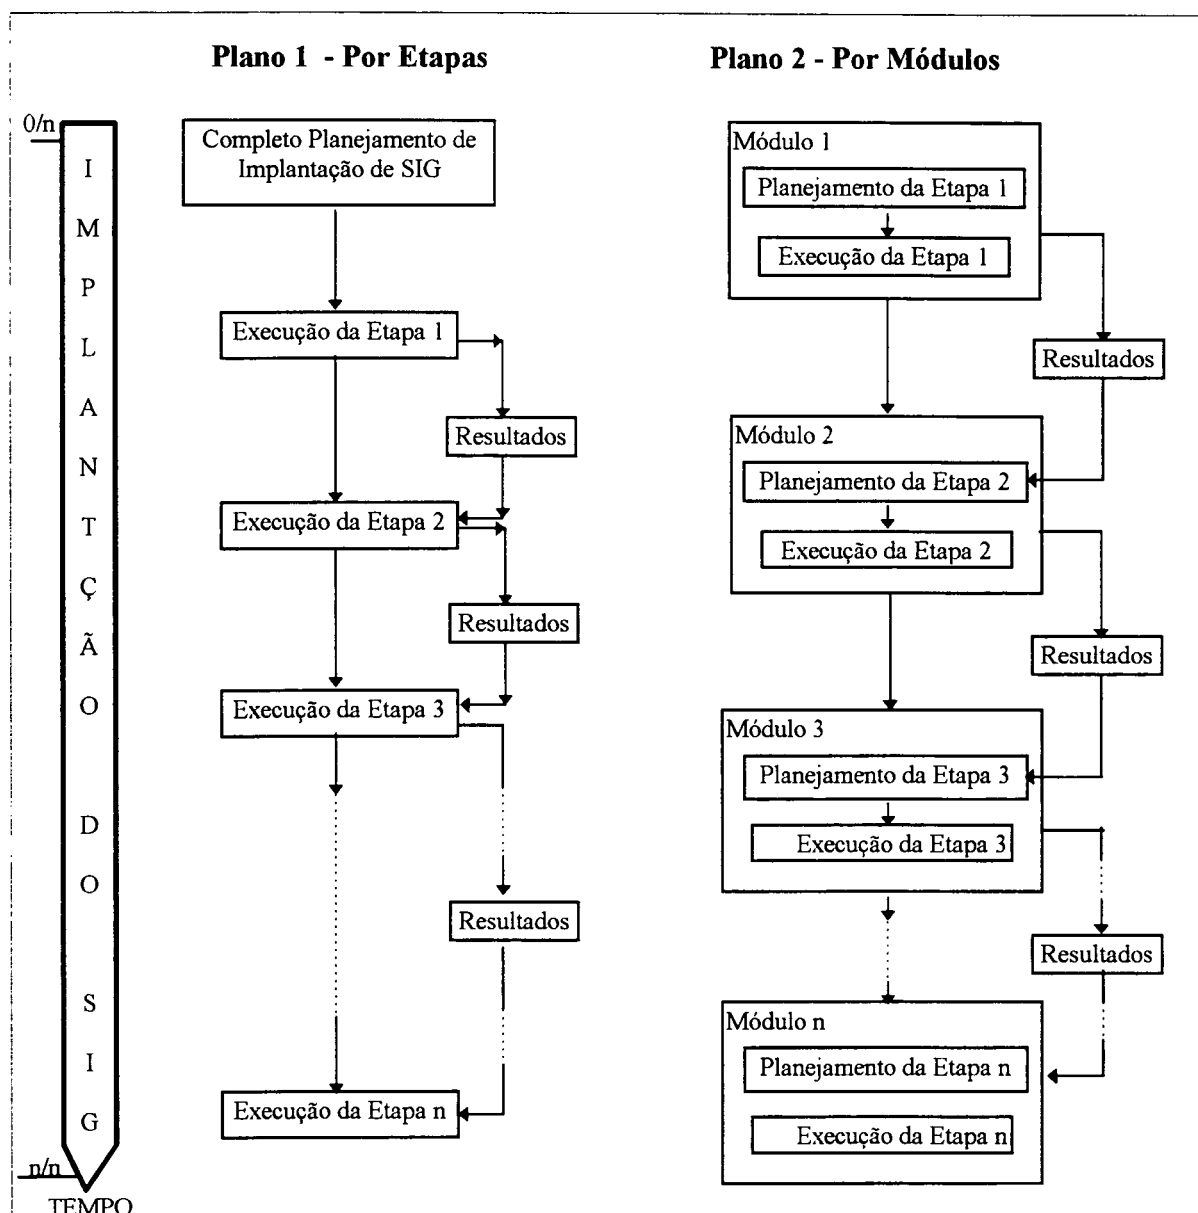 Plano 1 - Por Etapas
Plano 2 - Por Módulos
0/n
I
M
P
L
A
N
T
Ç
Ã
O
D
O
S
I
G
n/n
TEMPO
Completo Planejamento de
Implantação de SIG
Execução da Etapa 1
Resultados
Execução da Etapa 2
Resultados
Execução da Etapa 3
Resultados
Execução da Etapa n
Módulo 1
Planejamento da Etapa 1
Execução da Etapa 1
Resultados
Módulo 2
Planejamento da Etapa 2
Execução da Etapa 2
Resultados
Módulo 3
Planejamento da Etapa 3
Execução da Etapa 3
Resultados
Módulo n
Planejamento da Etapa n
Execução da Etapa n